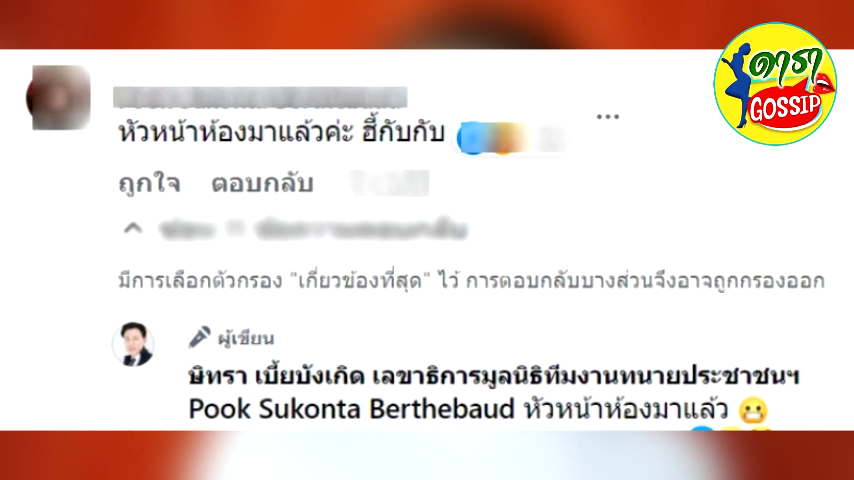 ดารา
GOSSIP
หัวหน้าห้องมาแล้วค่ะ ฮี้กับกับ
ถูกใจ ตอบกลับ
มีการเลือกตัวกรอง "เกี่ยวข้องที่สุด" ไว้ การตอบกลับบางส่วนจึงอาจถูกกรองออก
ผู้เขียน
ษิทรา เบี้ยบังเกิด เลขาธิการมูลนิธิทีมงานทนายประชาชนฯ
Pook Sukonta Berthebaud หัวหน้าห้องมาแล้ว 😬